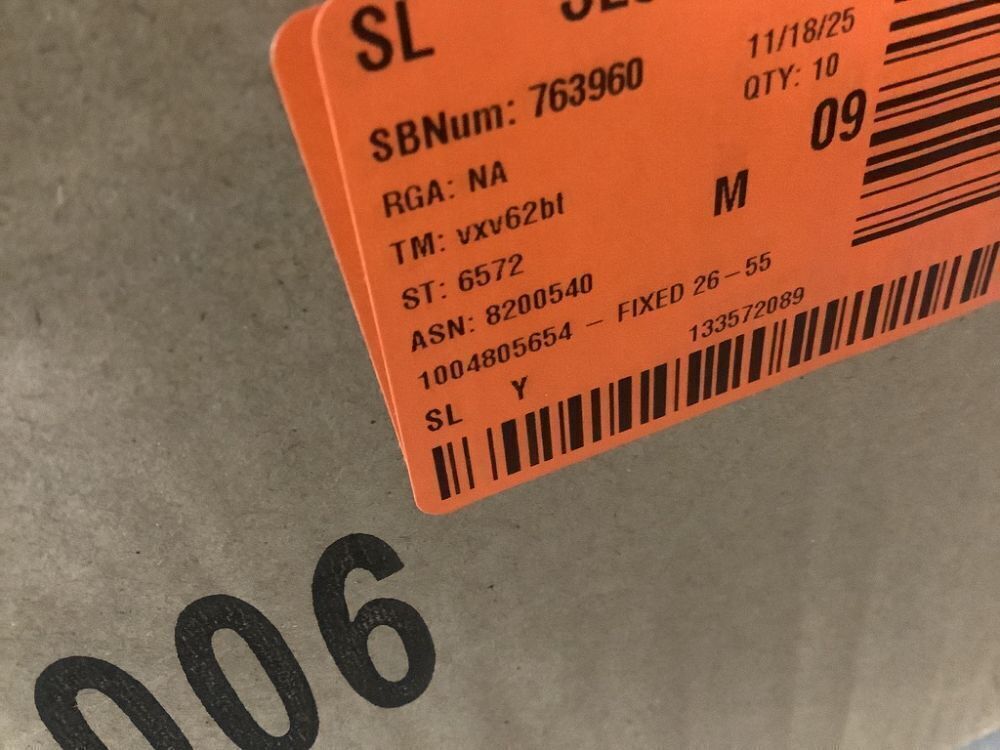 SL
11/18/25
SBNum: 763960
QTY: 10
09
RGA: NA
M
TM: vxv62bt
ST: 6572
ASN: 8200540
1004805654 - FIXED 26-55
133572089
SL Y
006